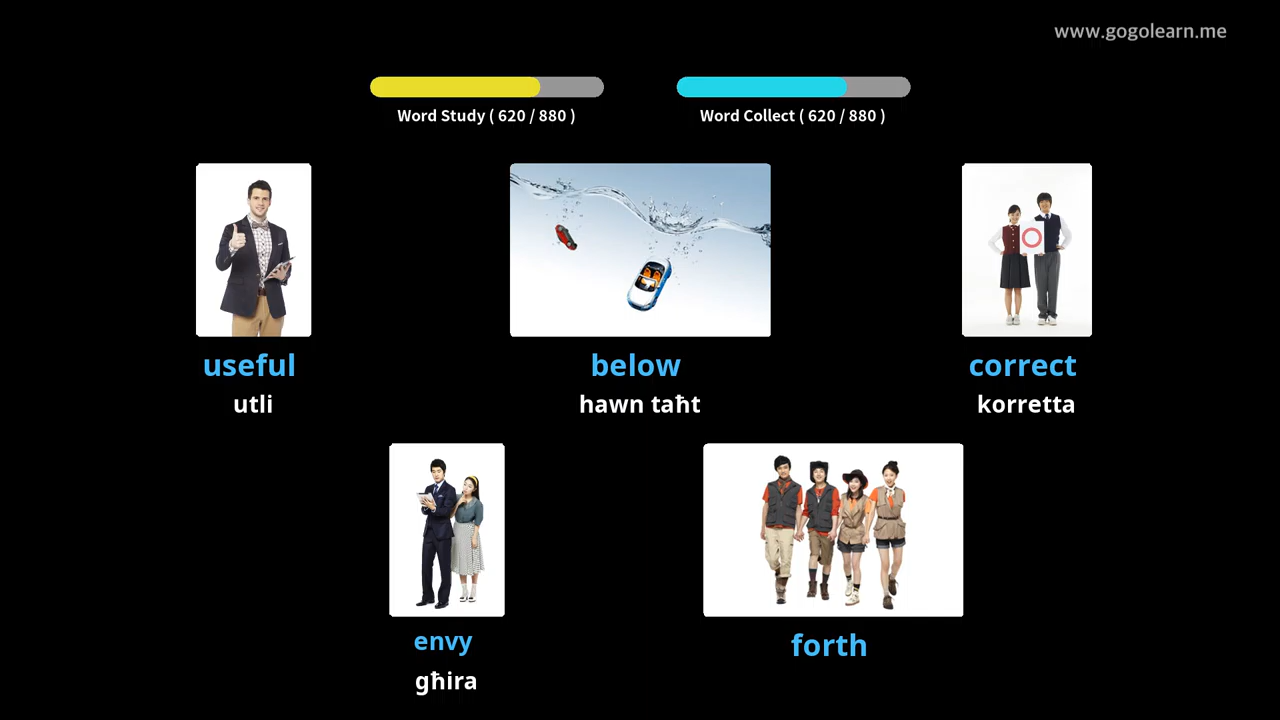 www.gogolearn.me
Word Study ( 620 / 880 )
Word Collect ( 620 / 880 )
useful
below
correct
utli
hawn taħt
korretta
envy
forth
għira